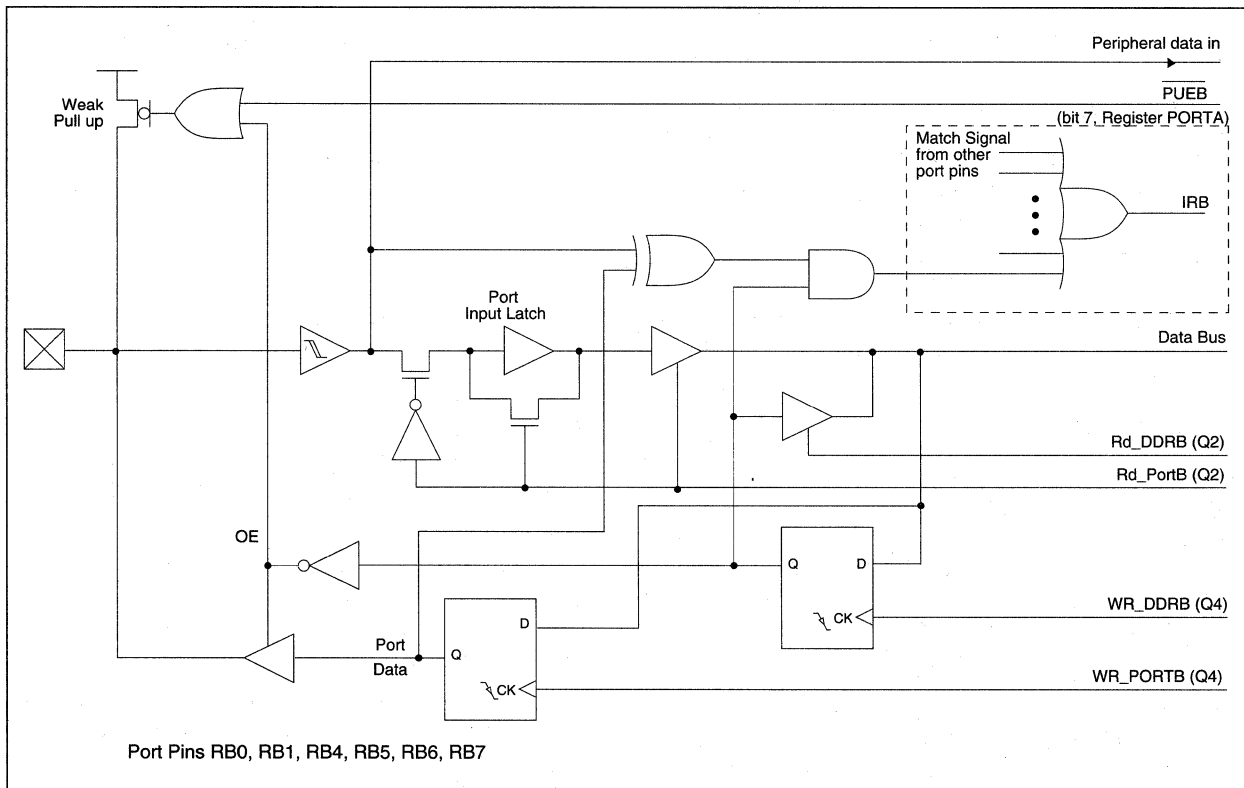 Peripheral data in
Weak
Pull up
PUEB
(bit 7, Register PORTA)
Match Signal
from other
port pins
IRB
Port
Input Latch
Data Bus
Rd_DDRB (Q2)
Rd_PortB (Q2)
OE
Q
D
CK
WR_DDRB (Q4)
Port
Data
Q
D
CK
WR_PORTB (Q4)
Port Pins RB0, RB1, RB4, RB5, RB6, RB7